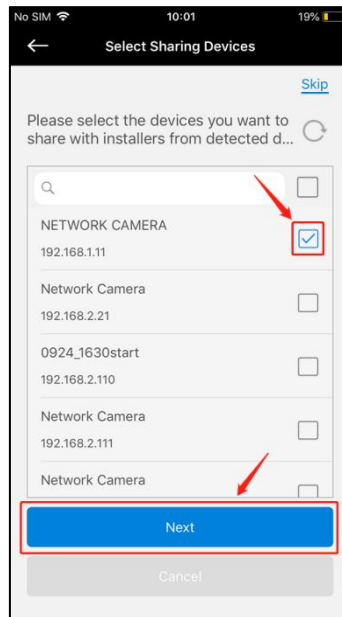 No SIM 10:01 19%
Select Sharing Devices
Skip
Please select the devices you want to
share with installers from detected d...
NETWORK CAMERA
192.168.1.11
Network Camera
192.168.2.21
0924_1630start
192.168.2.110
Network Camera
192.168.2.111
Network Camera
Next
Cancel